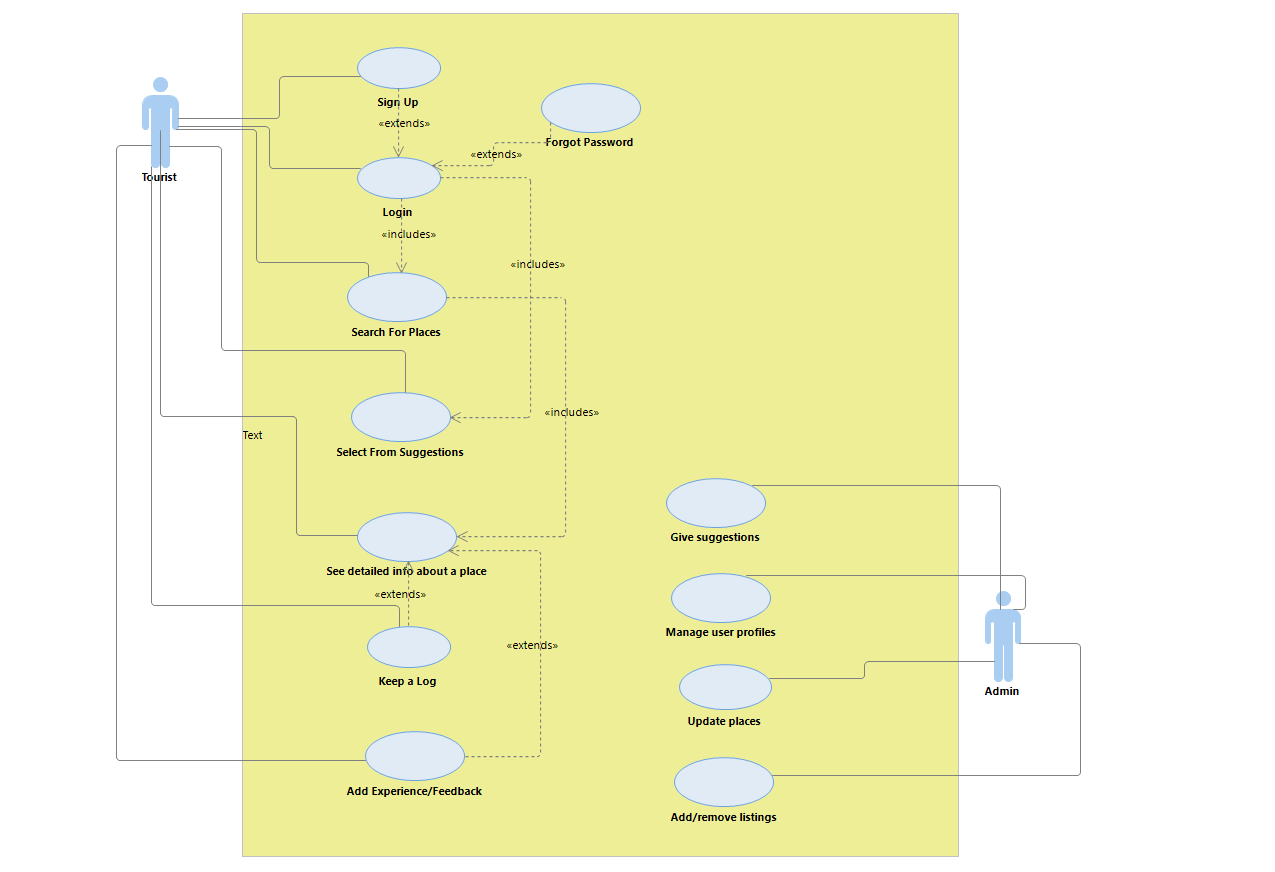 Sign Up
«extends»
Forgot Password
«extends»
Tourist
Login
«includes»
«includes»
Search For Places
«includes»
Text
Select From Suggestions
Give suggestions
See detailed info about a place
«extends»
Manage user profiles
«extends»
Keep a Log
Admin
Update places
Add Experience/Feedback
Add/remove listings